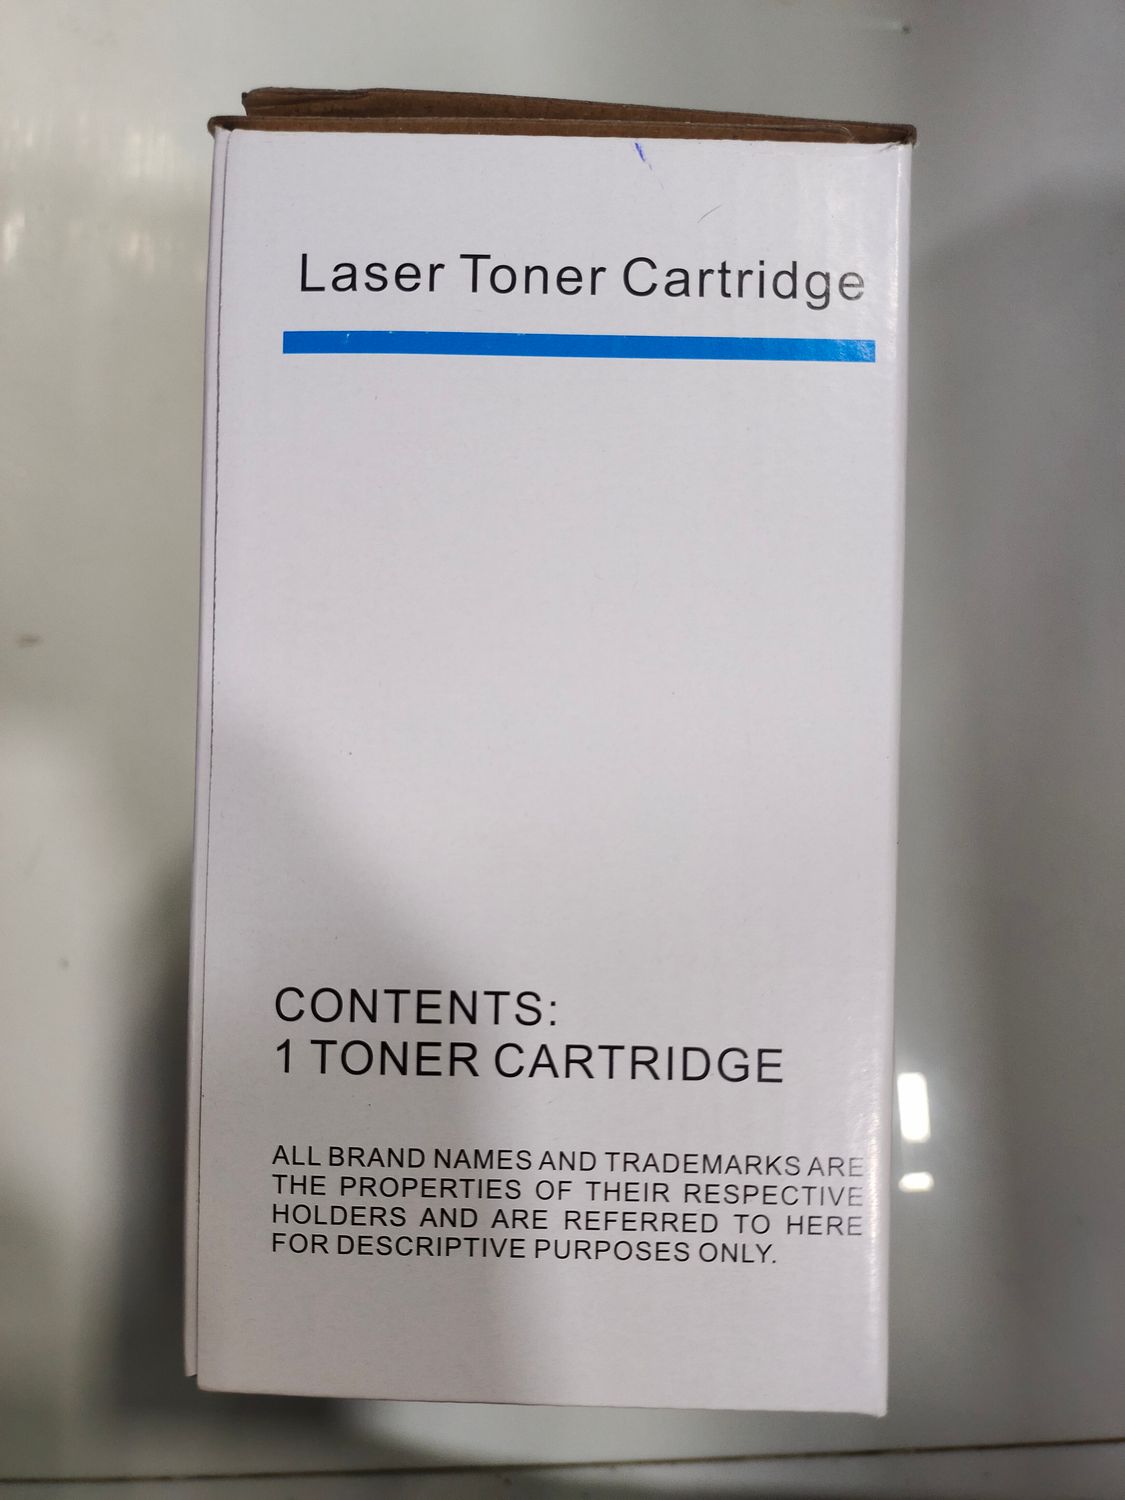 Laser Toner Cartridge
CONTENTS:
1 TONER CARTRIDGE
ALL BRAND NAMES AND TRADEMARKS ARE
THE PROPERTIES OF THEIR RESPECTIVE
HOLDERS AND ARE REFERRED TO HERE
FOR DESCRIPTIVE PURPOSES ONLY.